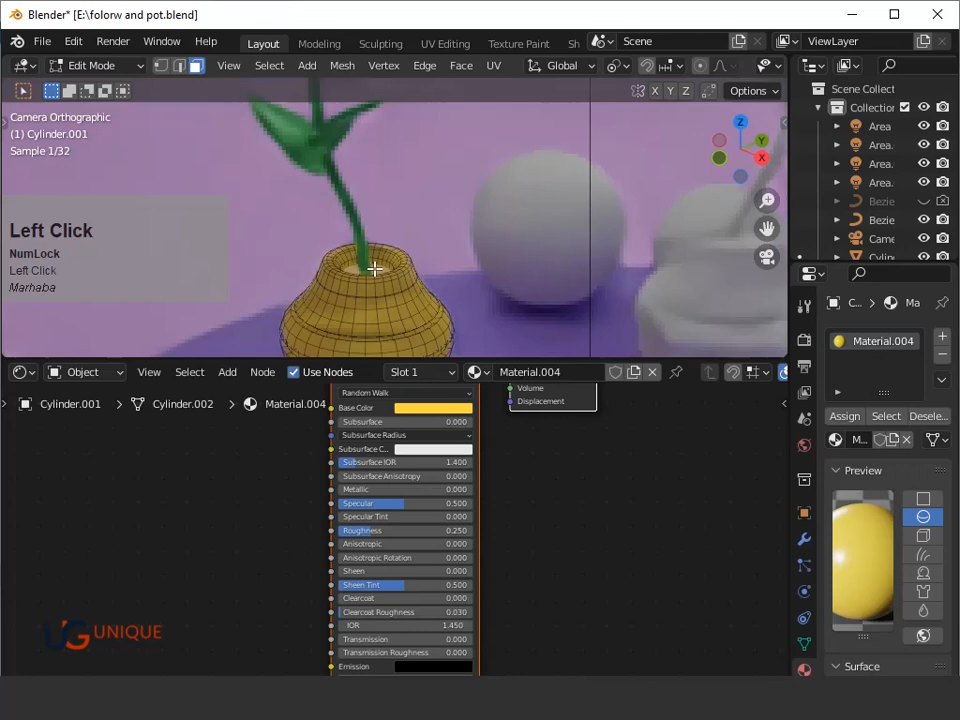 Blender* [E:\folorw and pot.blend]
File Edit Render Window Help Layout Modeling Sculpting UV Editing Texture Paint Sh Scene ViewLayer
Edit Mode View Select Add Mesh Vertex Edge Face UV Global
X Y Z Options
Camera Orthographic
(1) Cylinder.001
Sample 1/32
Z
Y
X
Left Click
NumLock
Left Click
Marhaba
Scene Collect
Collection
Area
Area.
Area.
Area.
Bezie
Bezie
Came
Cylin
Object View Select Add Node Use Nodes Slot 1 Material.004
Cylinder.001 Cylinder.002 Material.004
Random Walk
Base Color
Subsurface 0.000
Subsurface Radius
Subsurface C...
Subsurface IOR 1.400
Subsurface Anisotropy 0.000
Metallic 0.000
Specular 0.500
Specular Tint 0.000
Roughness 0.250
Anisotropic 0.000
Anisotropic Rotation 0.000
Sheen 0.000
Sheen Tint 0.500
Clearcoat 0.000
Clearcoat Roughness 0.030
IOR 1.450
Transmission 0.000
Transmission Roughness 0.000
Emission
Volume
Displacement
C... Ma
Material.004
Assign Select Desele...
M...
Preview
Surface
UG UNIQUE